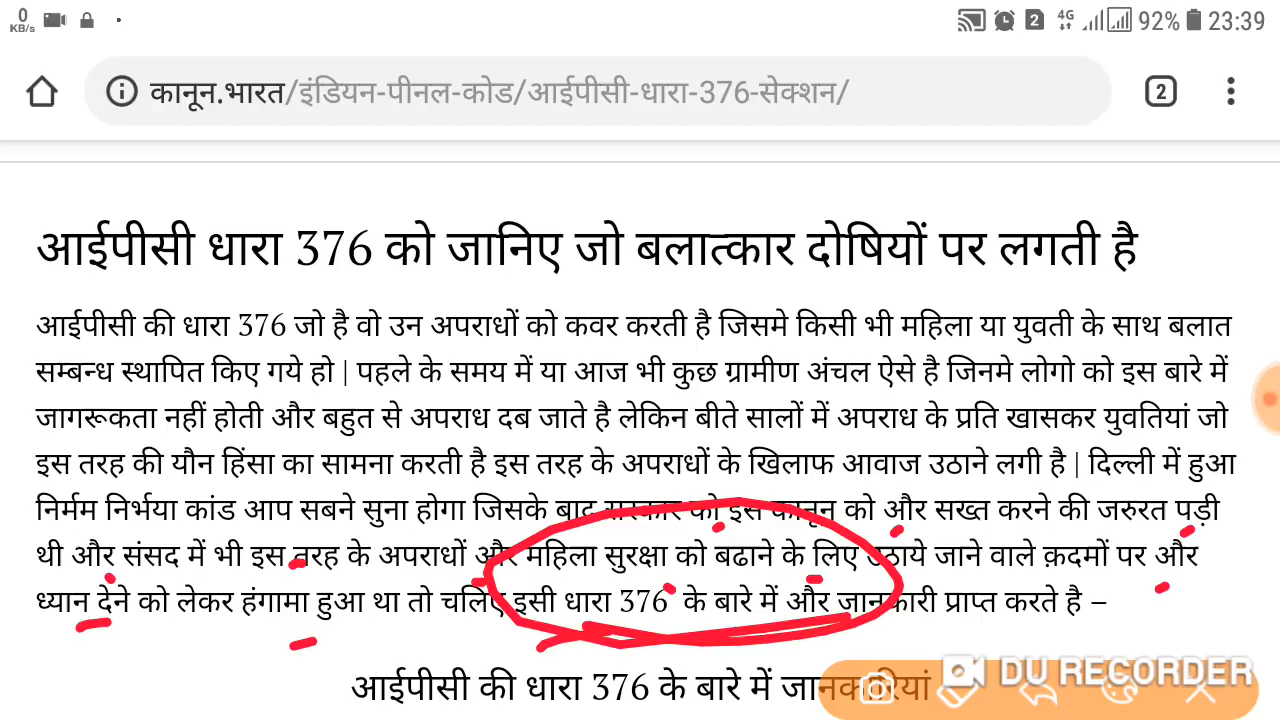 0
KB/s
2 4G 92% 23:39
कानून.भारत/इंडियन-पीनल-कोड/आईपीसी-धारा-376-सेक्शन/ 2
आईपीसी धारा 376 को जानिए जो बलात्कार दोषियों पर लगती है
आईपीसी की धारा 376 जो है वो उन अपराधों को कवर करती है जिसमे किसी भी महिला या युवती के साथ बलात
सम्बन्ध स्थापित किए गये हो | पहले के समय में या आज भी कुछ ग्रामीण अंचल ऐसे है जिनमे लोगो को इस बारे में
जागरूकता नहीं होती और बहुत से अपराध दब जाते है लेकिन बीते सालों में अपराध के प्रति खासकर युवतियां जो
इस तरह की यौन हिंसा का सामना करती है इस तरह के अपराधों के खिलाफ आवाज उठाने लगी है | दिल्ली में हुआ
निर्मम निर्भया कांड आप सबने सुना होगा जिसके बाद सरकार को इस कानून को और सख्त करने की जरुरत पड़ी
थी और संसद में भी इस तरह के अपराधों और महिला सुरक्षा को बढाने के लिए उठाये जाने वाले क़दमों पर और
ध्यान देने को लेकर हंगामा हुआ था तो चलिए इसी धारा 376 के बारे में और जानकारी प्राप्त करते है –
आईपीसी की धारा 376 के बारे में जानकारियां
DU RECORDER